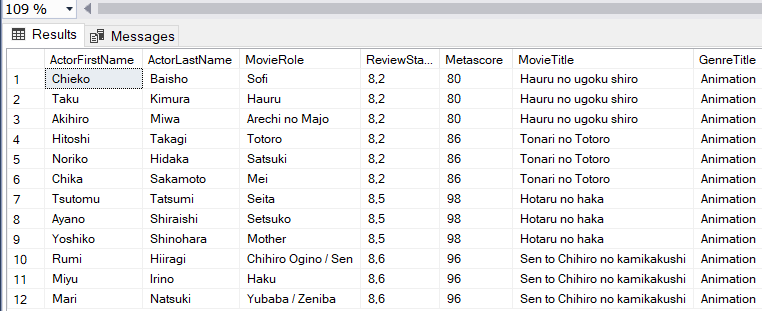 109 %
Results Messages
ActorFirstName ActorLastName MovieRole ReviewSta... Metascore MovieTitle GenreTitle
1 Chieko Baisho Sofi 8,2 80 Hauru no ugoku shiro Animation
2 Taku Kimura Hauru 8,2 80 Hauru no ugoku shiro Animation
3 Akihiro Miwa Arechi no Majo 8,2 80 Hauru no ugoku shiro Animation
4 Hitoshi Takagi Totoro 8,2 86 Tonari no Totoro Animation
5 Noriko Hidaka Satsuki 8,2 86 Tonari no Totoro Animation
6 Chika Sakamoto Mei 8,2 86 Tonari no Totoro Animation
7 Tsutomu Tatsumi Seita 8,5 98 Hotaru no haka Animation
8 Ayano Shiraishi Setsuko 8,5 98 Hotaru no haka Animation
9 Yoshiko Shinohara Mother 8,5 98 Hotaru no haka Animation
10 Rumi Hiiragi Chihiro Ogino / Sen 8,6 96 Sen to Chihiro no kamikakushi Animation
11 Miyu Irino Haku 8,6 96 Sen to Chihiro no kamikakushi Animation
12 Mari Natsuki Yubaba / Zeniba 8,6 96 Sen to Chihiro no kamikakushi Animation